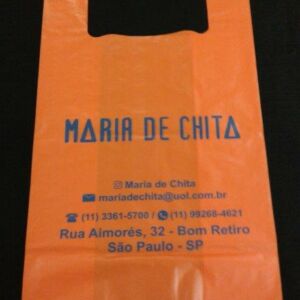 MARIA DE CHITA
Maria de Chita
mariadechita@uol.com.br
(11) 3361-5700 / (11) 99268-4621
Rua Aimorés, 32 - Bom Retiro
São Paulo - SP